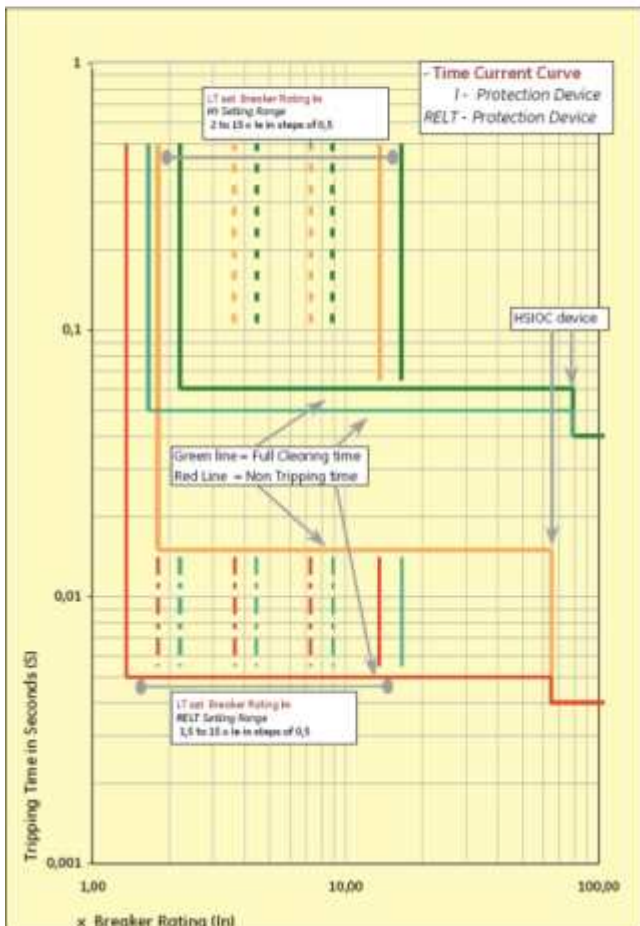 1
- Time Current Curve
I - Protection Device
RELT - Protection Device
LT set Breaker Rating In
HI Setting Range
2 to 15 x Ie in steps of 0,5
0,1
HSIOC device
Green line = Full Clearing time
Red Line = Non Tripping time
0,01
LT set Breaker Rating In
RELT Setting Range
1,5 to 15 x Ie in steps of 0,5
Tripping Time in Seconds (S)
0,001
1,00
10,00
100,00
x Breaker Rating (In)